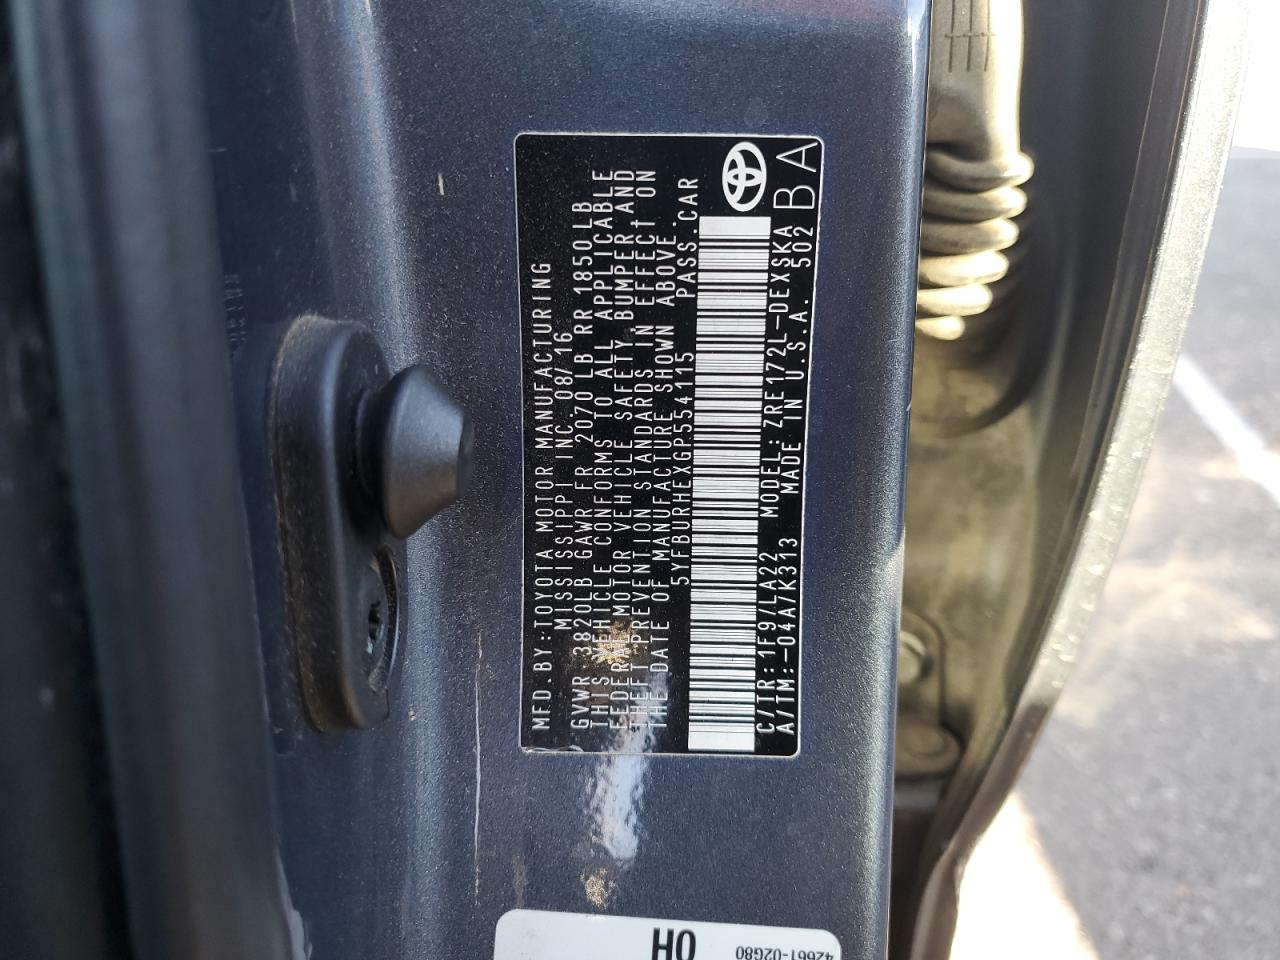 MFD. BY: TOYOTA MOTOR MANUFACTURING
MISSISSIPPI INC. 08/16
GVWR 3820LB GAWR FR 2070LB RR 1850LB
THIS VEHICLE CONFORMS TO ALL APPLICABLE
FEDERAL MOTOR VEHICLE SAFETY, BUMPER, AND
THEFT PREVENTION STANDARDS IN EFFECT ON
THE DATE OF MANUFACTURE SHOWN ABOVE.
5YFBURHEXGP554115 PASS. CAR
C/TR: 1F9/LA22 MODEL: ZRE172L-DEXSKA
A/TM: -04A/K313 MADE IN U.S.A. 502 BA
42661-02G80
OH